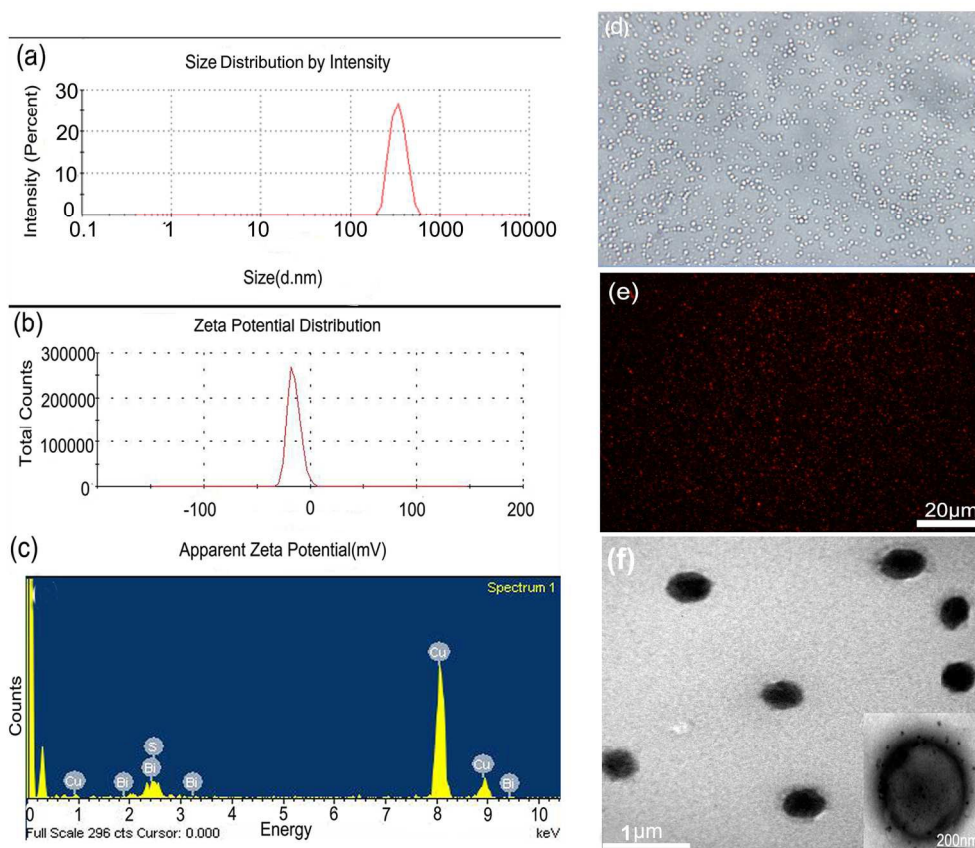 (a)
Size Distribution by Intensity
Intensity (Percent)
30
20
10
0
0.1 1 10 100 1000 10000
Size(d.nm)
(b)
Zeta Potential Distribution
Total Counts
300000
200000
100000
0
-100 0 100 200
Apparent Zeta Potential(mV)
(c)
Spectrum 1
Counts
Cu
S
Cu Bi Bi Bi Cu Bi
0 1 2 3 4 5 6 7 8 9 10
Full Scale 296 cts Cursor: 0.000 Energy keV
(d)
(e)
20μm
(f)
1μm
200nm